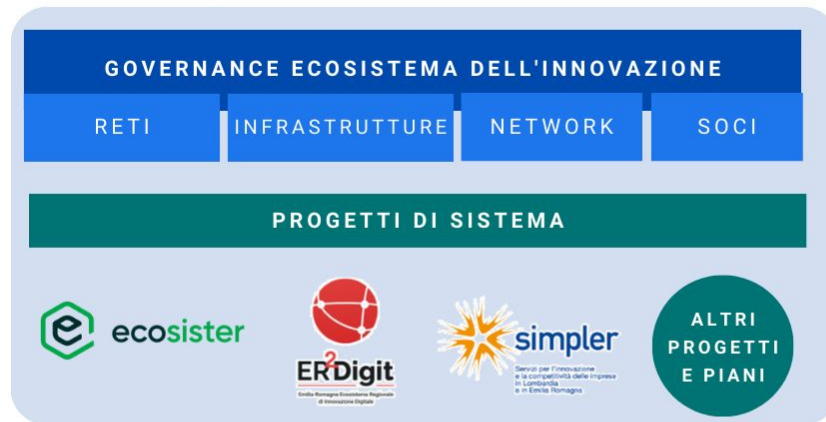 GOVERNANCE ECOSISTEMA DELL'INNOVAZIONE
RETI
INFRASTRUTTURE
NETWORK
SOCI
PROGETTI DI SISTEMA
ecosister
ER2Digit
Emilia Romagna Ecosistema Regionale
di Innovazione Digitale
simpler
Servizi per l'innovazione
e la competitività delle imprese
in Lombardia
e in Emilia Romagna
ALTRI
PROGETTI
E PIANI